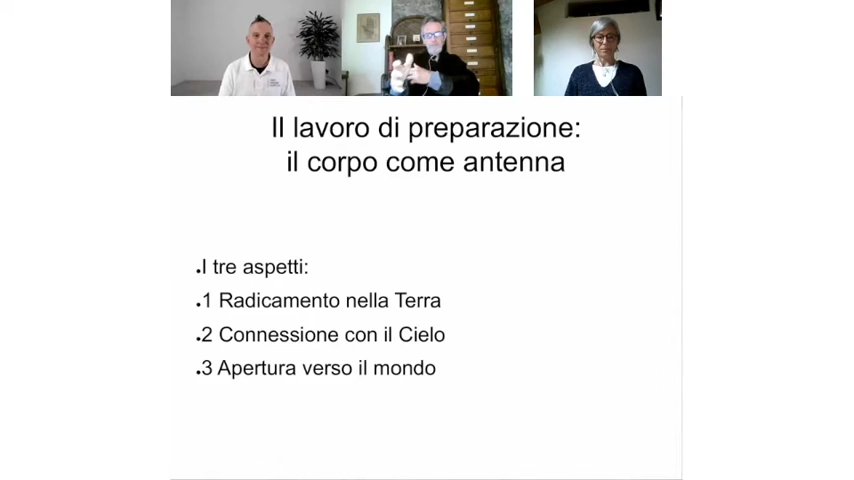 Il lavoro di preparazione:
il corpo come antenna
I tre aspetti:
1 Radicamento nella Terra
2 Connessione con il Cielo
3 Apertura verso il mondo